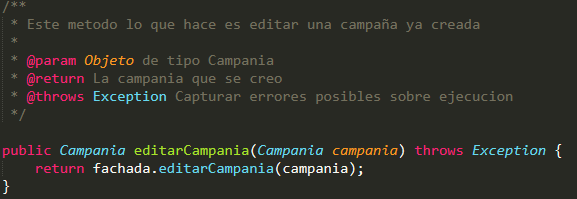 /**
 * Este metodo lo que hace es editar una campaña ya creada
 *
 * @param Objeto de tipo Campania
 * @return La campania que se creo
 * @throws Exception Capturar errores posibles sobre ejecucion
 */
public Campania editarCampania(Campania campania) throws Exception {
    return fachada.editarCampania(campania);
}